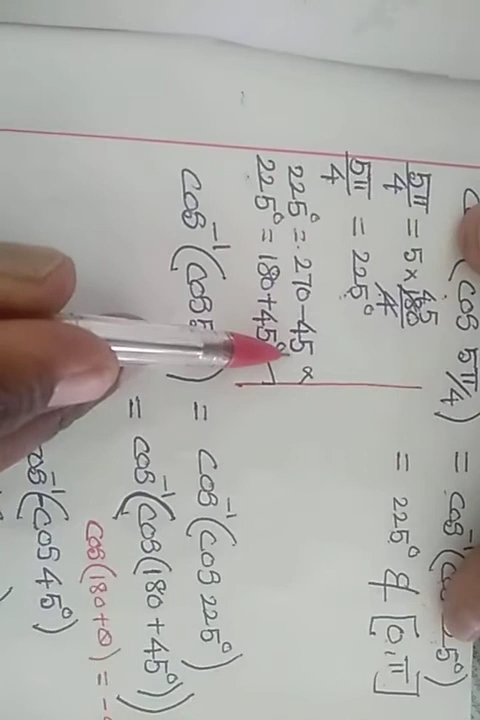 (cos 5π/4) = cos⁻¹(cos 225°)
= 225° ∉ [0, π]
5π/4 = 5 × 180/4 45
5π/4 = 225°
225° = 270 - 45 ×
225° = 180 + 45°
cos⁻¹(cos 5 ) = cos⁻¹(cos 225°)
= cos⁻¹(cos(180 + 45°))
cos(180+θ) = -
cos⁻¹(cos 45°)